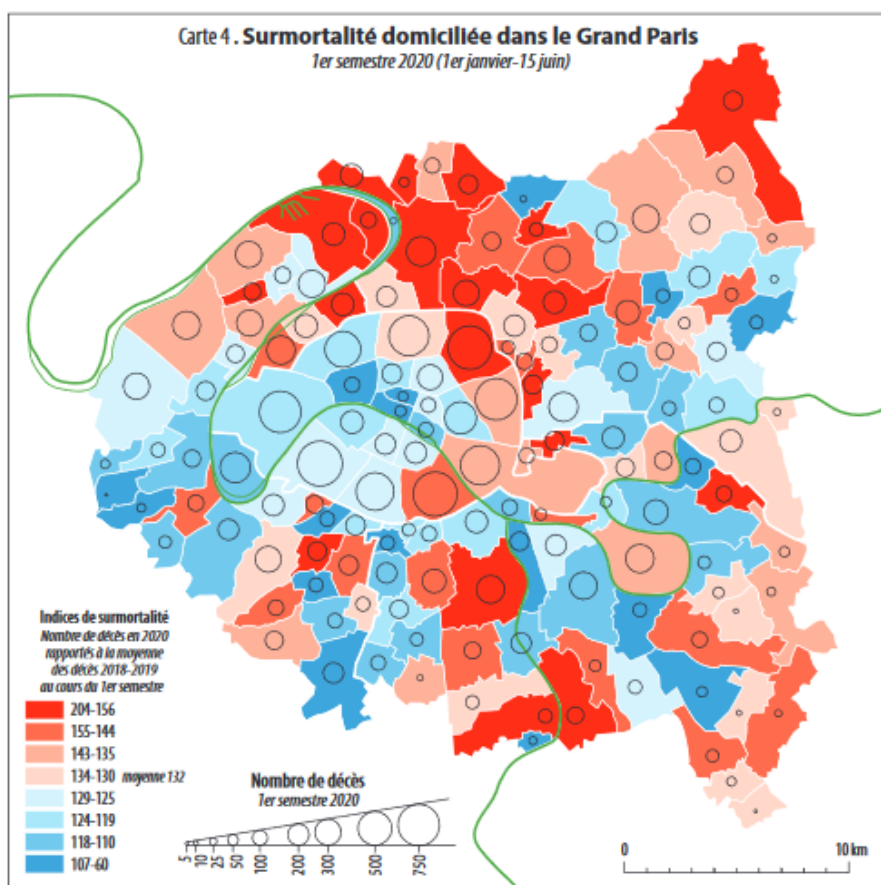 Carte 4 . Surmortalité domiciliée dans le Grand Paris
1er semestre 2020 (1er janvier-15 juin)
Indices de surmortalité
Nombre de décès en 2020
rapportés à la moyenne
des décès 2018-2019
au cours du 1er semestre
204-156
155-144
143-135
134-130 moyenne 132
129-125
124-119
118-110
107-60
Nombre de décès
1er semestre 2020
5 10 25 50 100 200 300 500 750
0 10 km